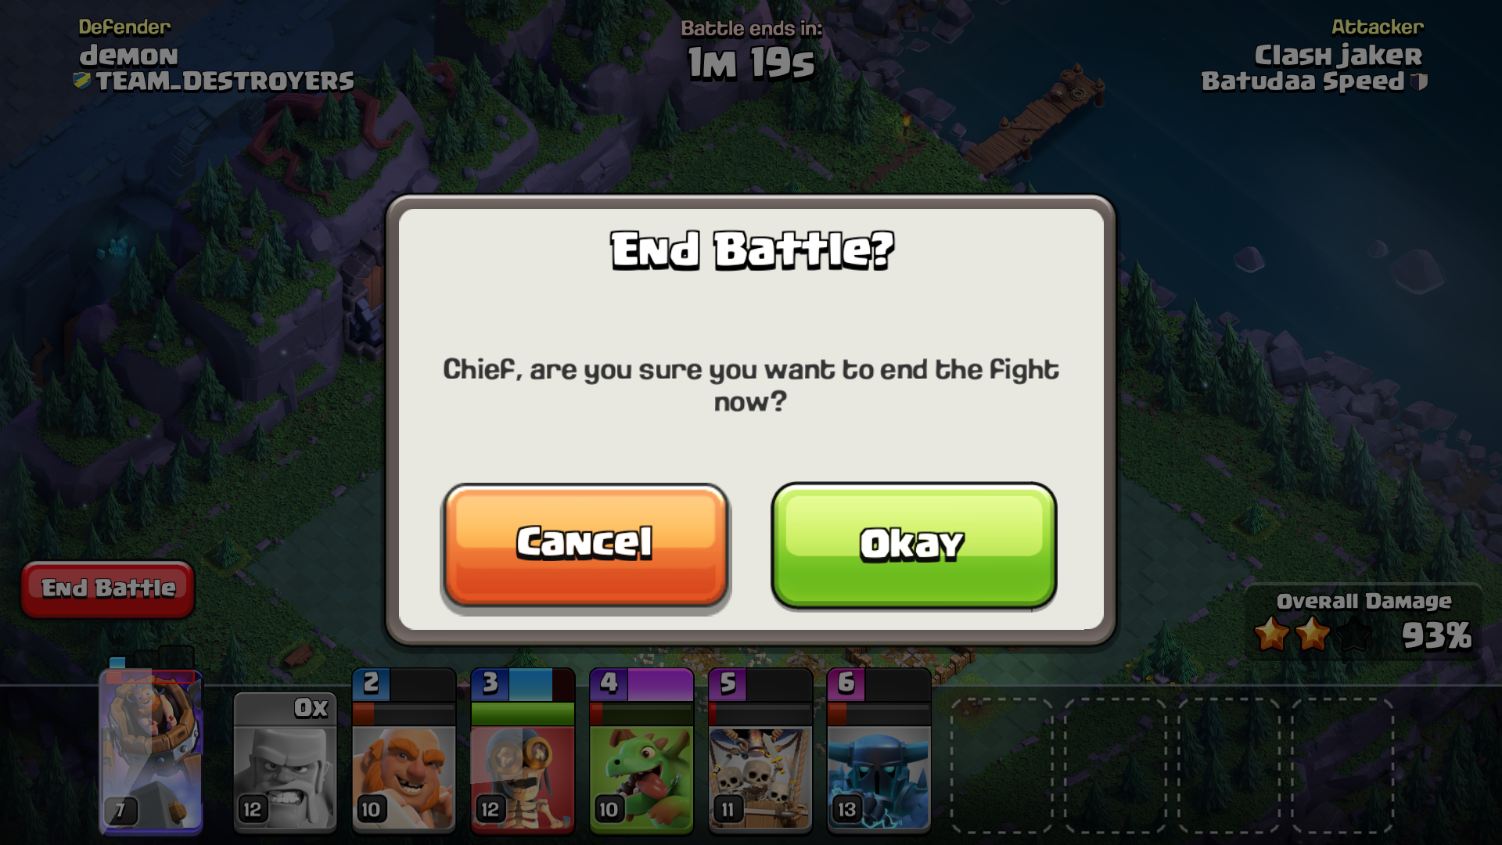 Defender
demon
TEAM_DESTROYERS
Battle ends in:
1m 19s
Attacker
Clash jaker
Batudaa Speed
End Battle?
Chief, are you sure you want to end the fight
now?
Cancel
Okay
End Battle
Overall Damage
93%
0x
2
3
4
5
6
7
12
10
12
10
11
13